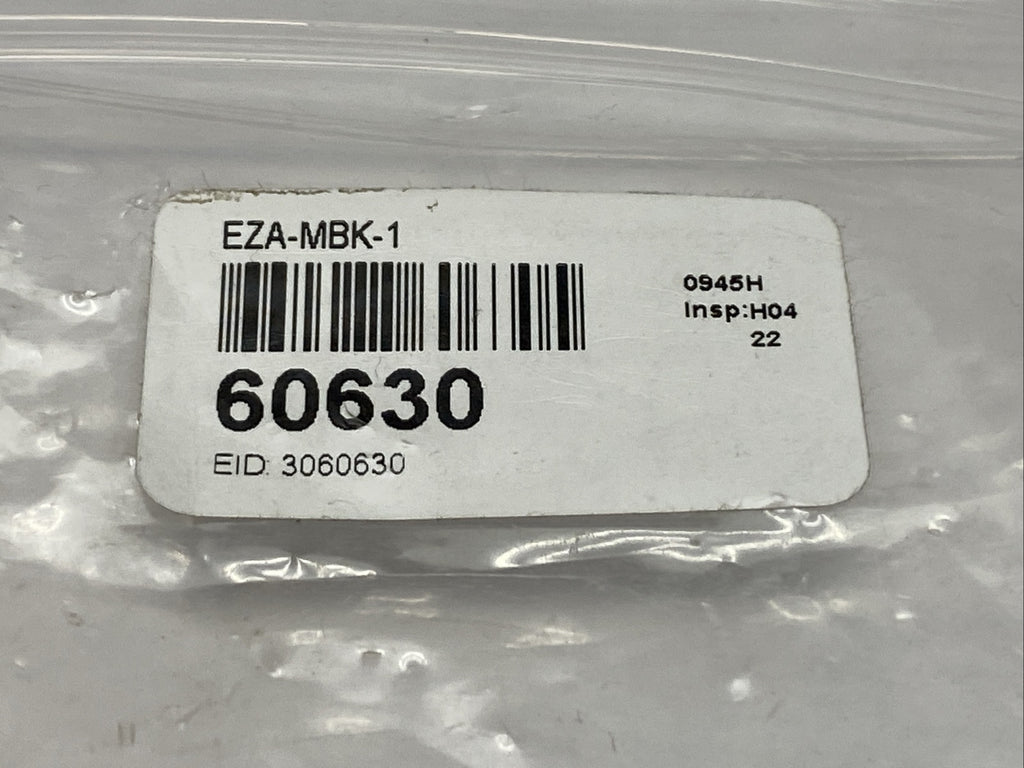 EZA-MBK-1
0945H
Insp:H04
22
60630
EID: 3060630